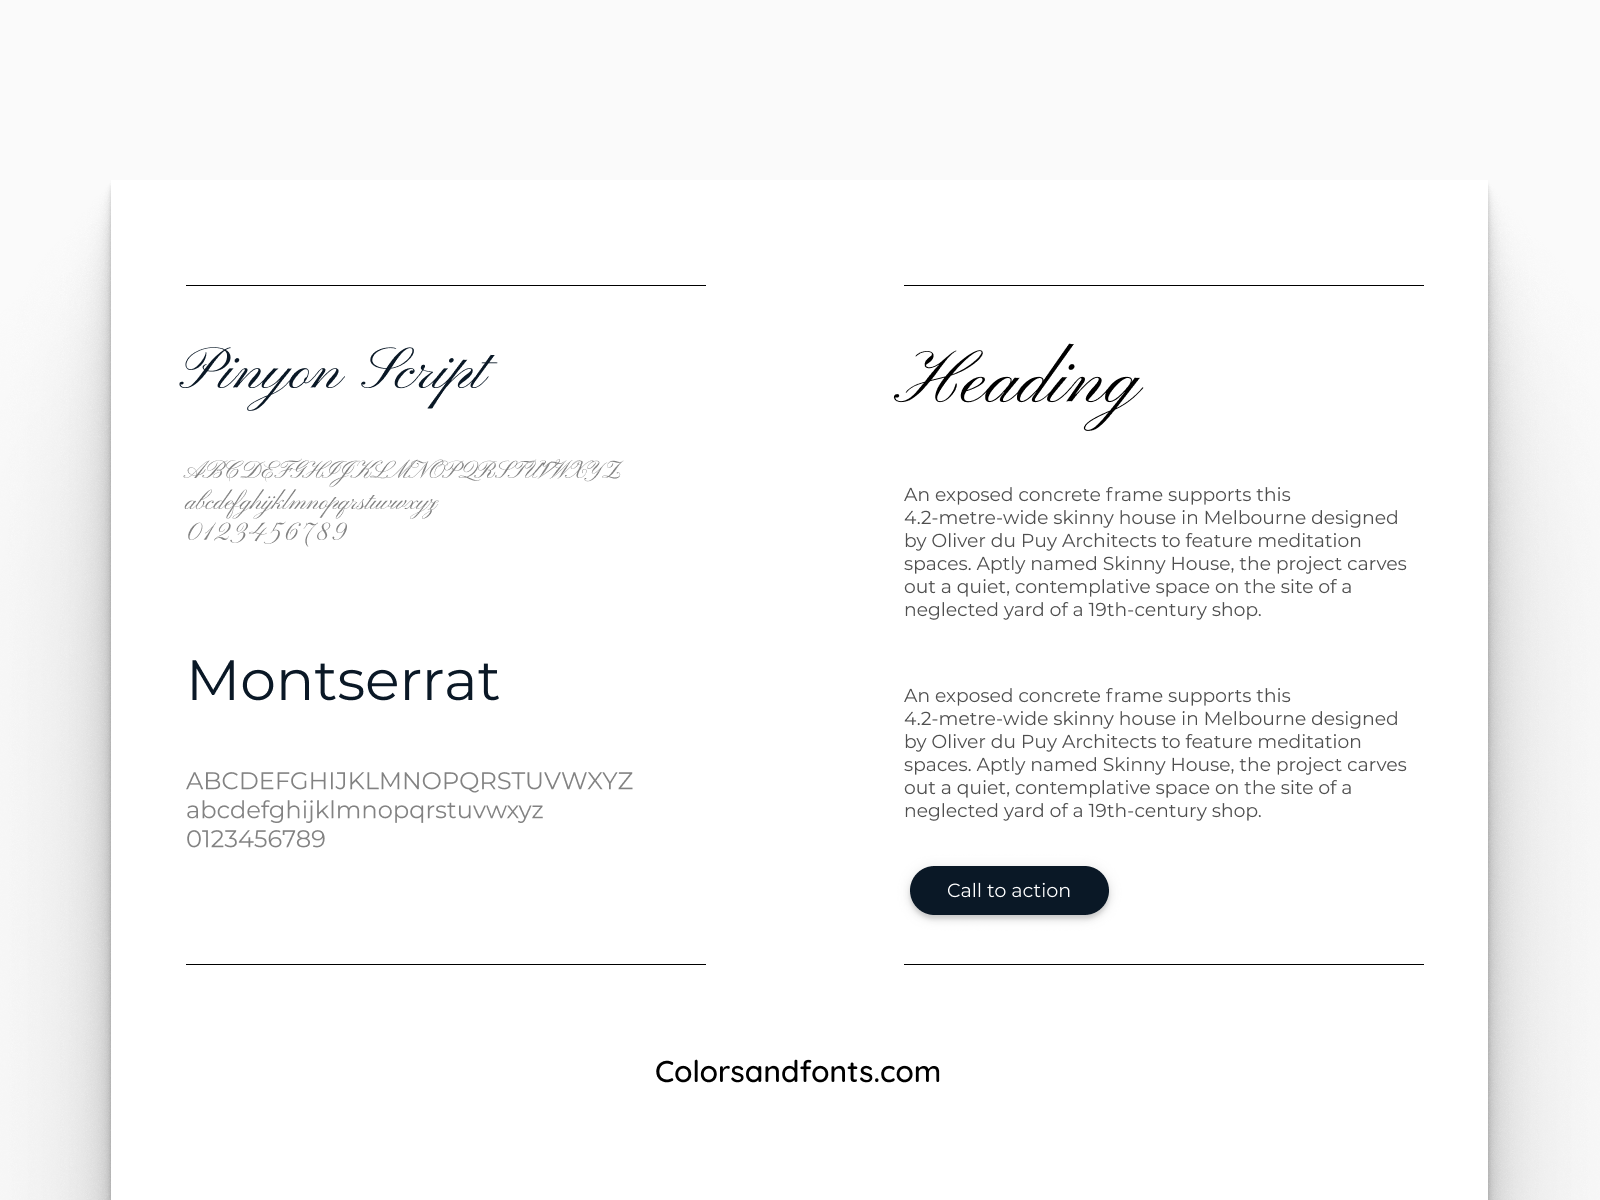 Pinyon Script
ABCDEFGHIJKLMNOPQRSTUVWXYZ
abcdefghijklmnopqrstuvwxyz
0123456789
Montserrat
ABCDEFGHIJKLMNOPQRSTUVWXYZ
abcdefghijklmnopqrstuvwxyz
0123456789
Heading
An exposed concrete frame supports this
4.2-metre-wide skinny house in Melbourne designed
by Oliver du Puy Architects to feature meditation
spaces. Aptly named Skinny House, the project carves
out a quiet, contemplative space on the site of a
neglected yard of a 19th-century shop.
An exposed concrete frame supports this
4.2-metre-wide skinny house in Melbourne designed
by Oliver du Puy Architects to feature meditation
spaces. Aptly named Skinny House, the project carves
out a quiet, contemplative space on the site of a
neglected yard of a 19th-century shop.
Call to action
Colorsandfonts.com